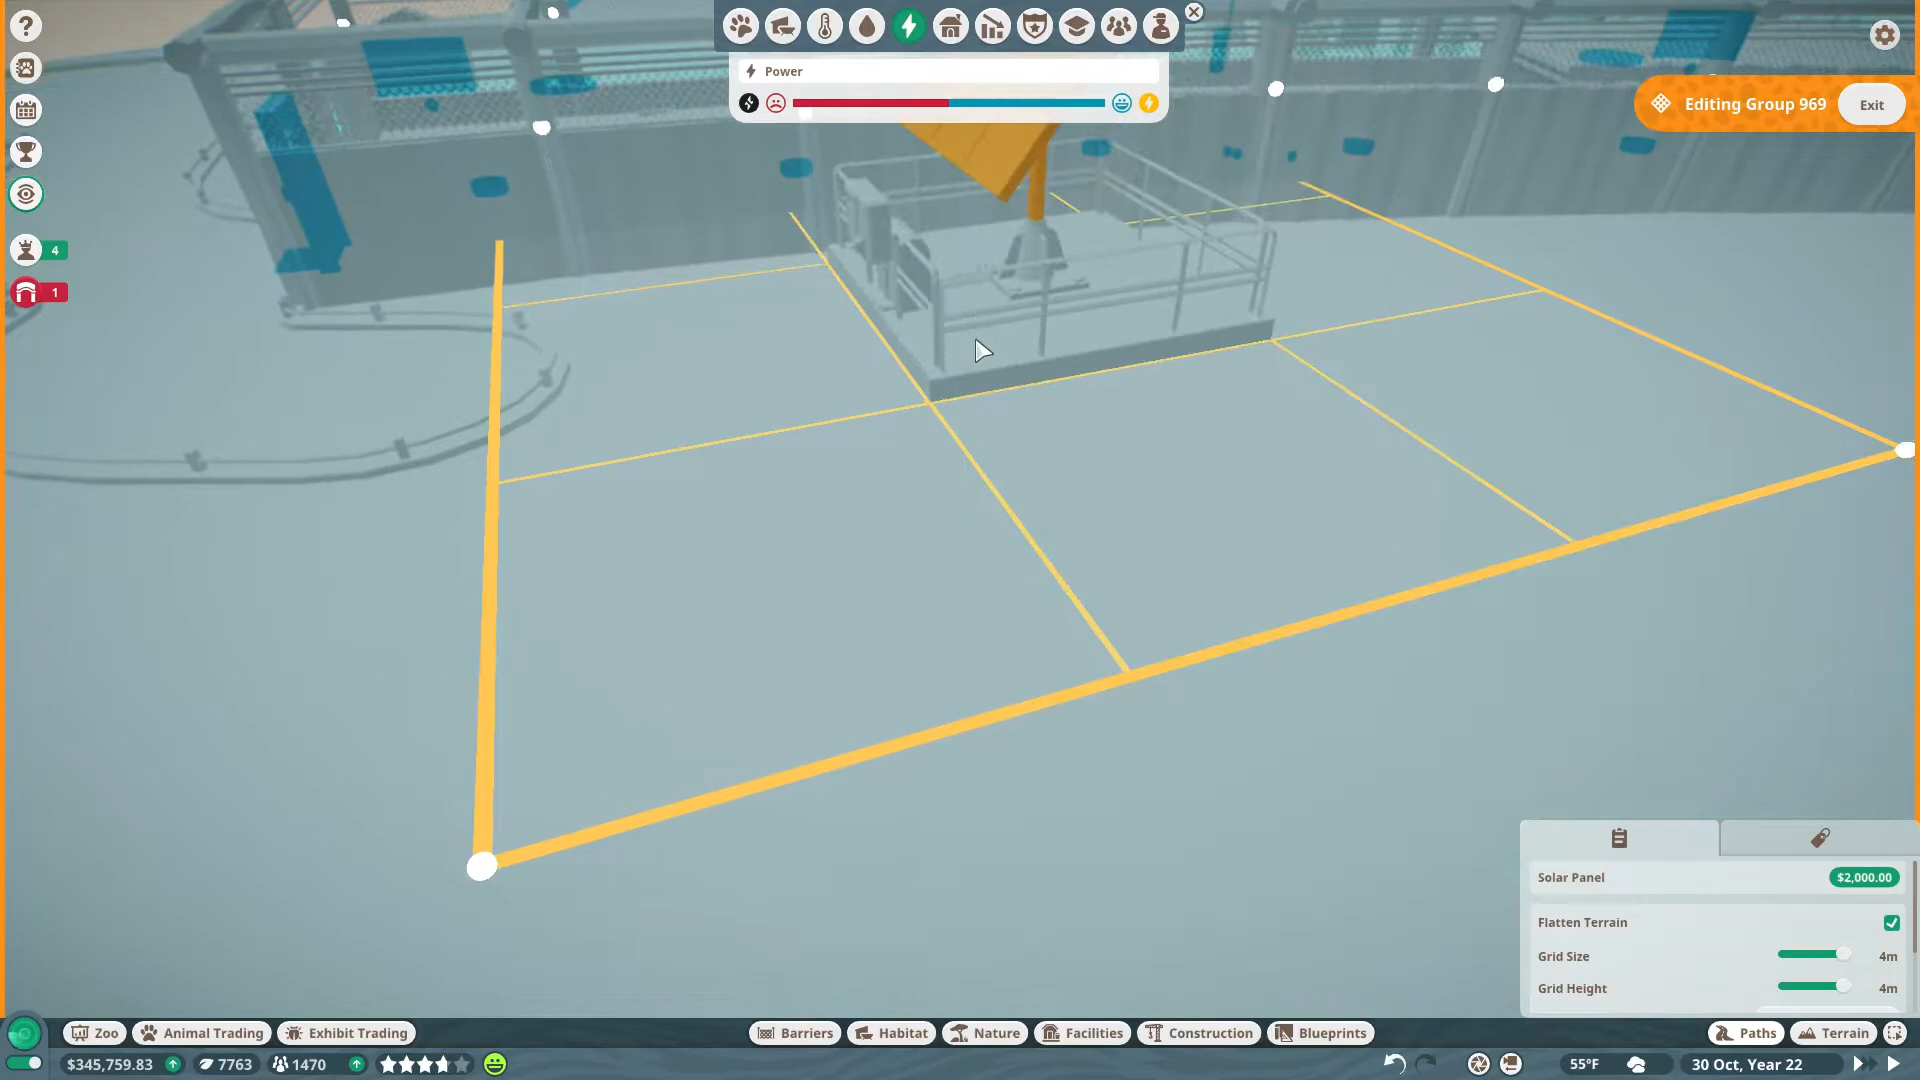 Power
Editing Group 969
Exit
4
1
Solar Panel
$2,000.00
Flatten Terrain
Grid Size
4m
Grid Height
4m
Zoo
Animal Trading
Exhibit Trading
Barriers
Habitat
Nature
Facilities
Construction
Blueprints
Paths
Terrain
$345,759.83
7763
1470
55°F
30 Oct, Year 22